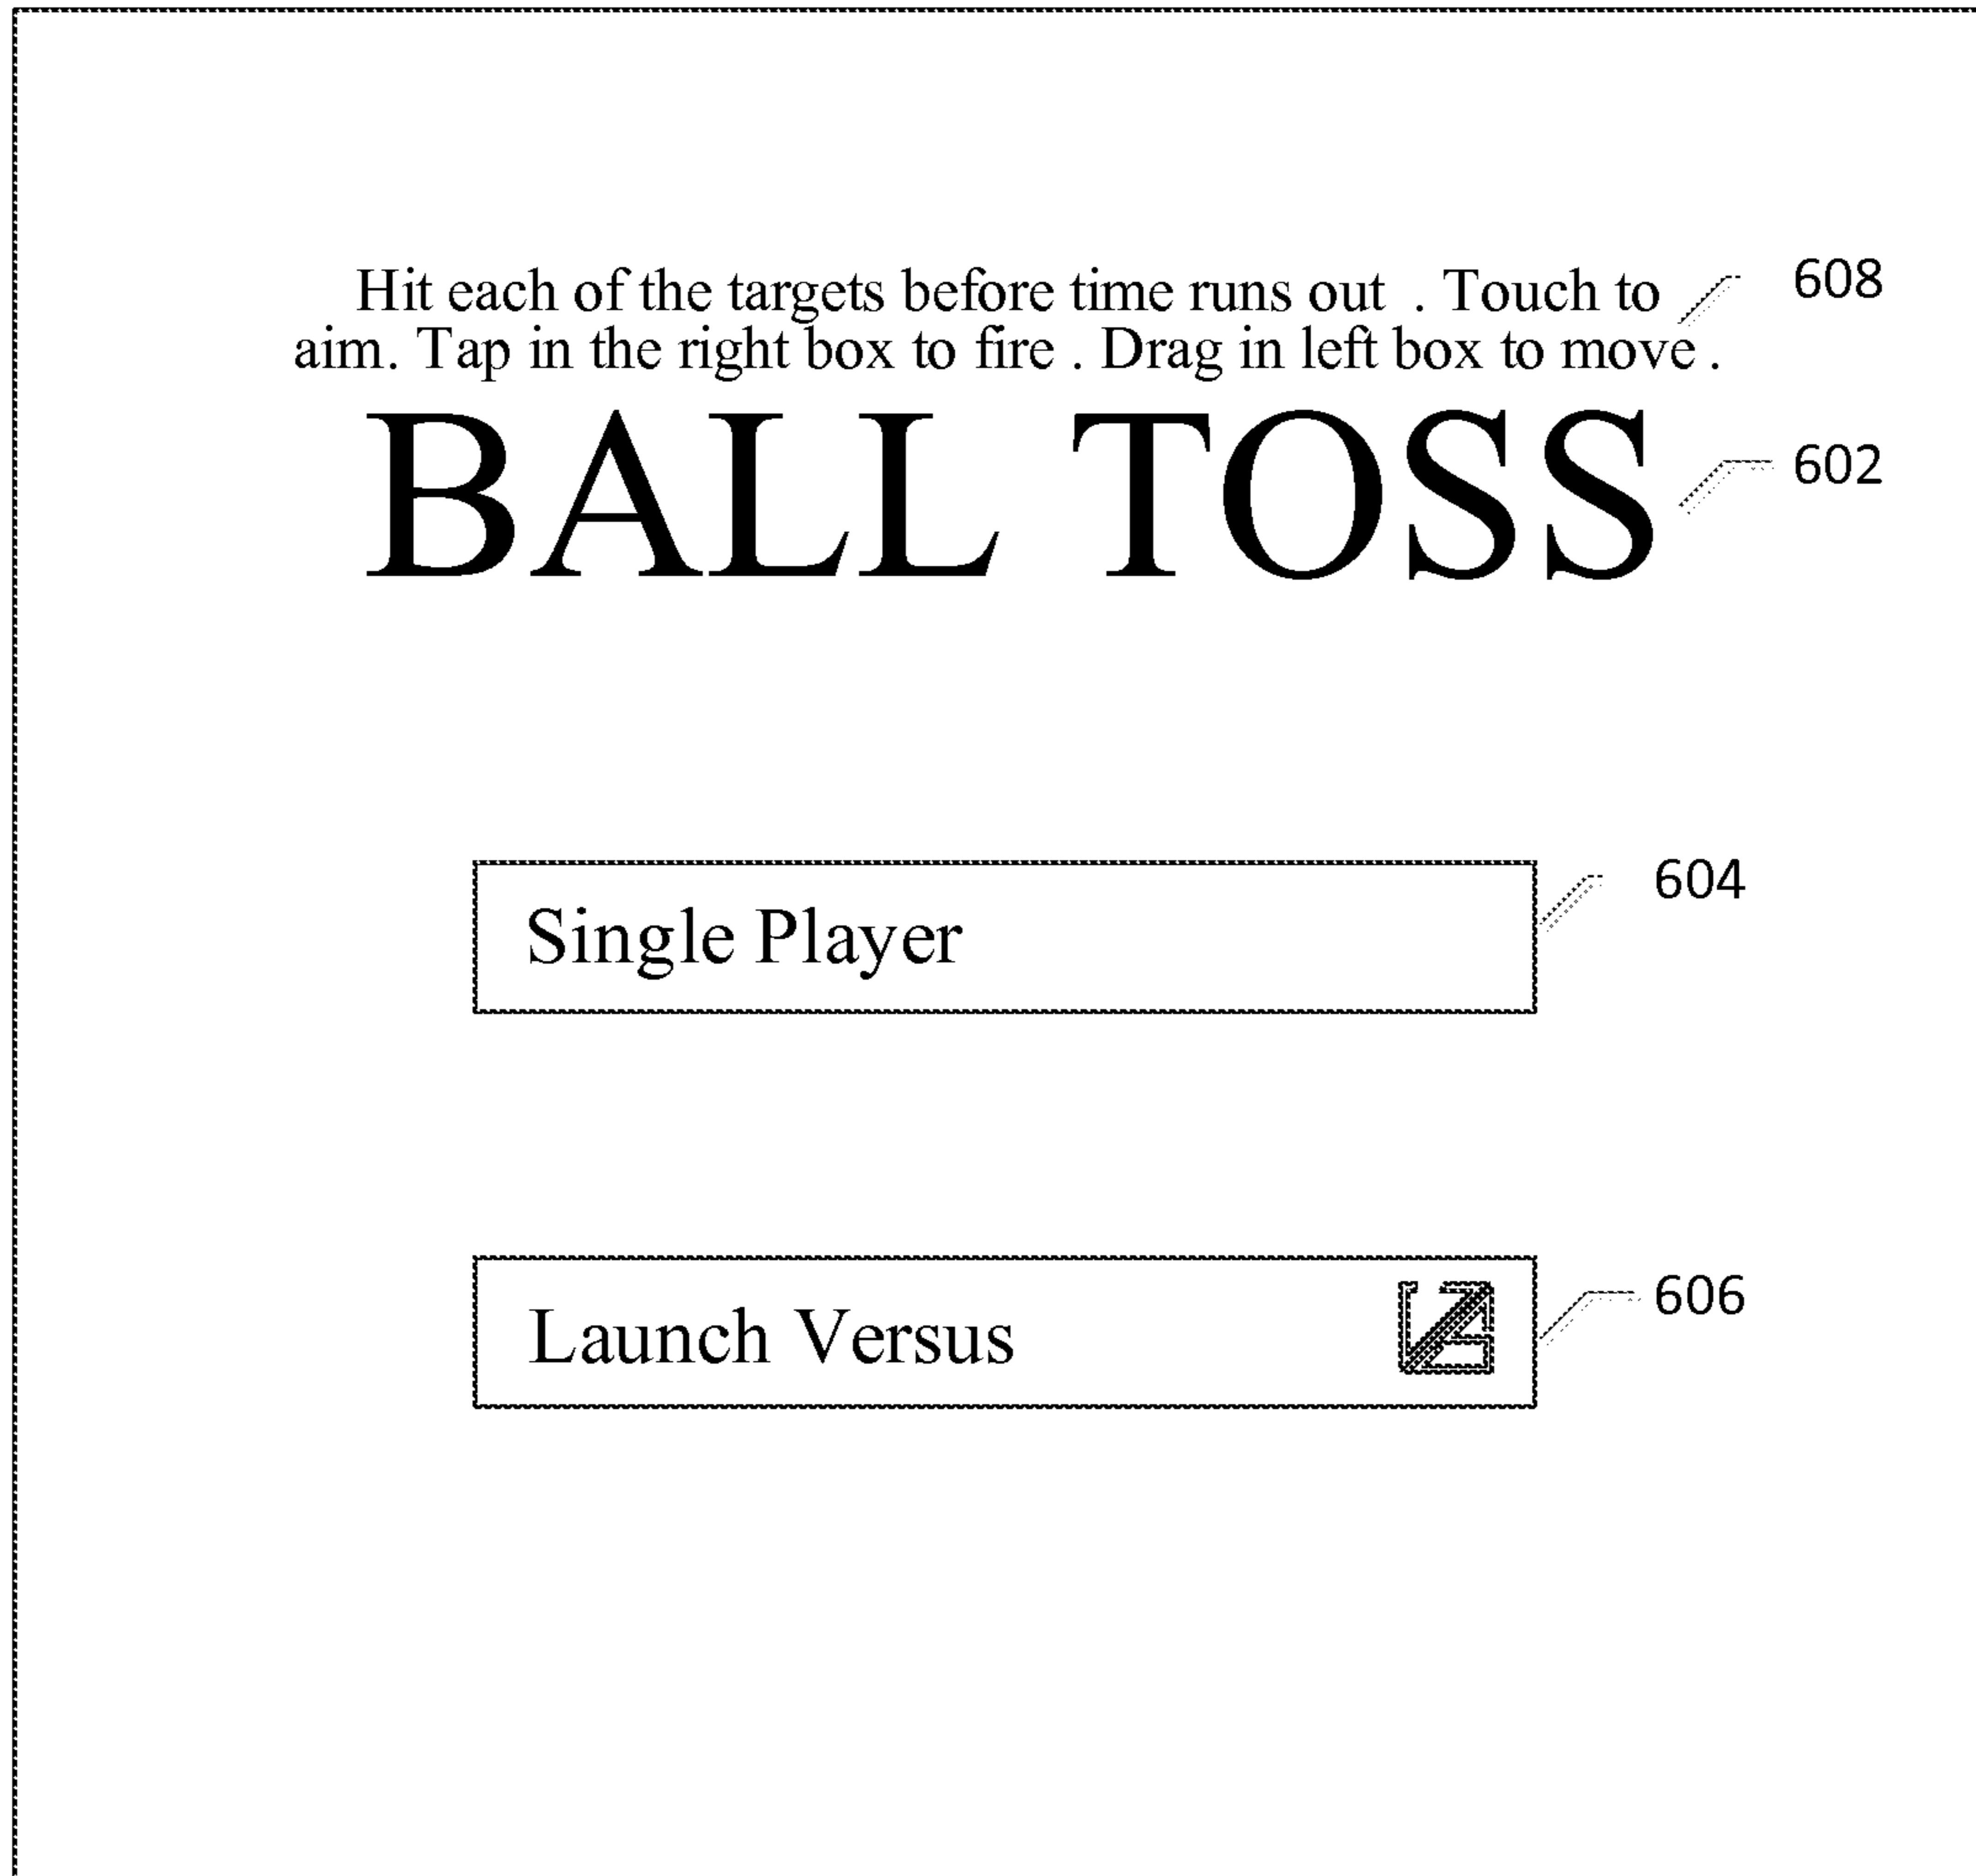 Hit each of the targets before time runs out . Touch to
608
aim. Tap in the right box to fire . Drag in left box to move .
BALL TOSS
602
Single Player
604
Launch Versus
606